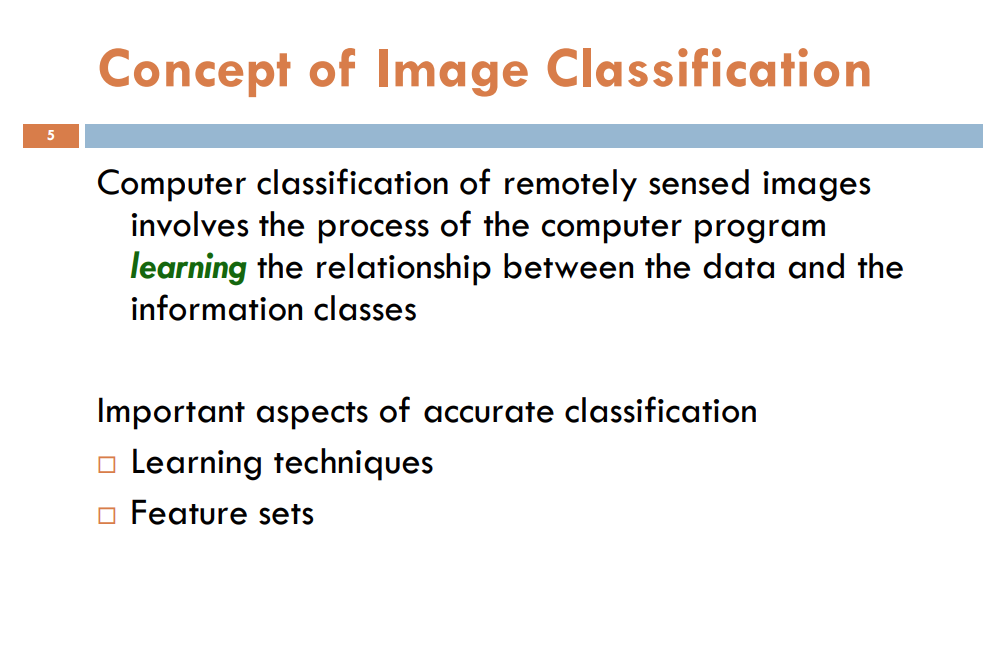 Concept of Image Classification
5
Computer classification of remotely sensed images
involves the process of the computer program
learning the relationship between the data and the
information classes
Important aspects of accurate classification
Learning techniques
Feature sets